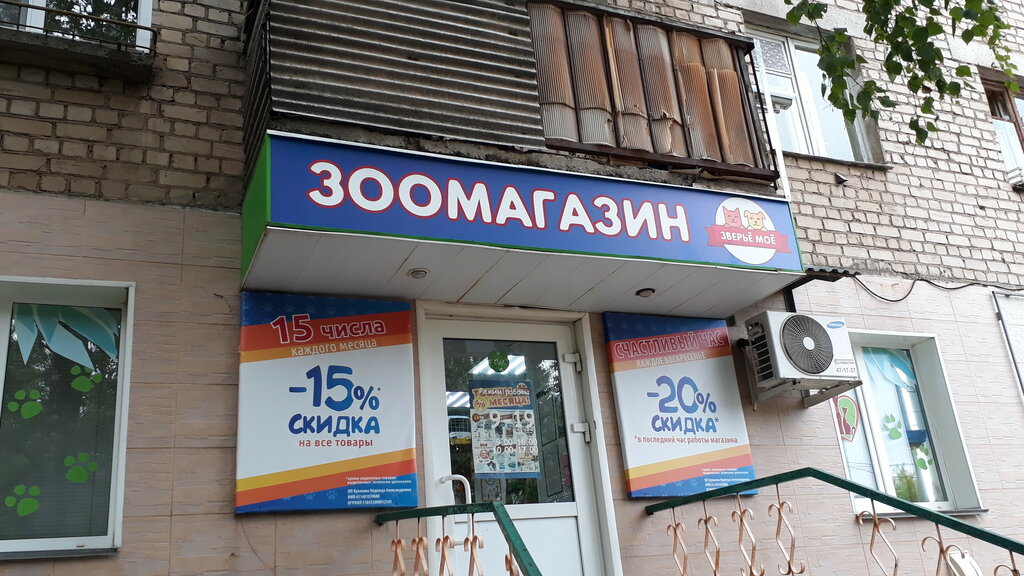 ЗООМАГАЗИН
ЗВЕРЬЁ МОЁ
15 числа
каждого месяца
-15%*
СКИДКА
на все товары
СЧАСТЛИВЫЙ ЧАС
КАЖДОЕ ВОСКРЕСЕНЬЕ
-20%
СКИДКА*
*в последний час работы магазина
МЕСЯЦА!
SAMSUNG